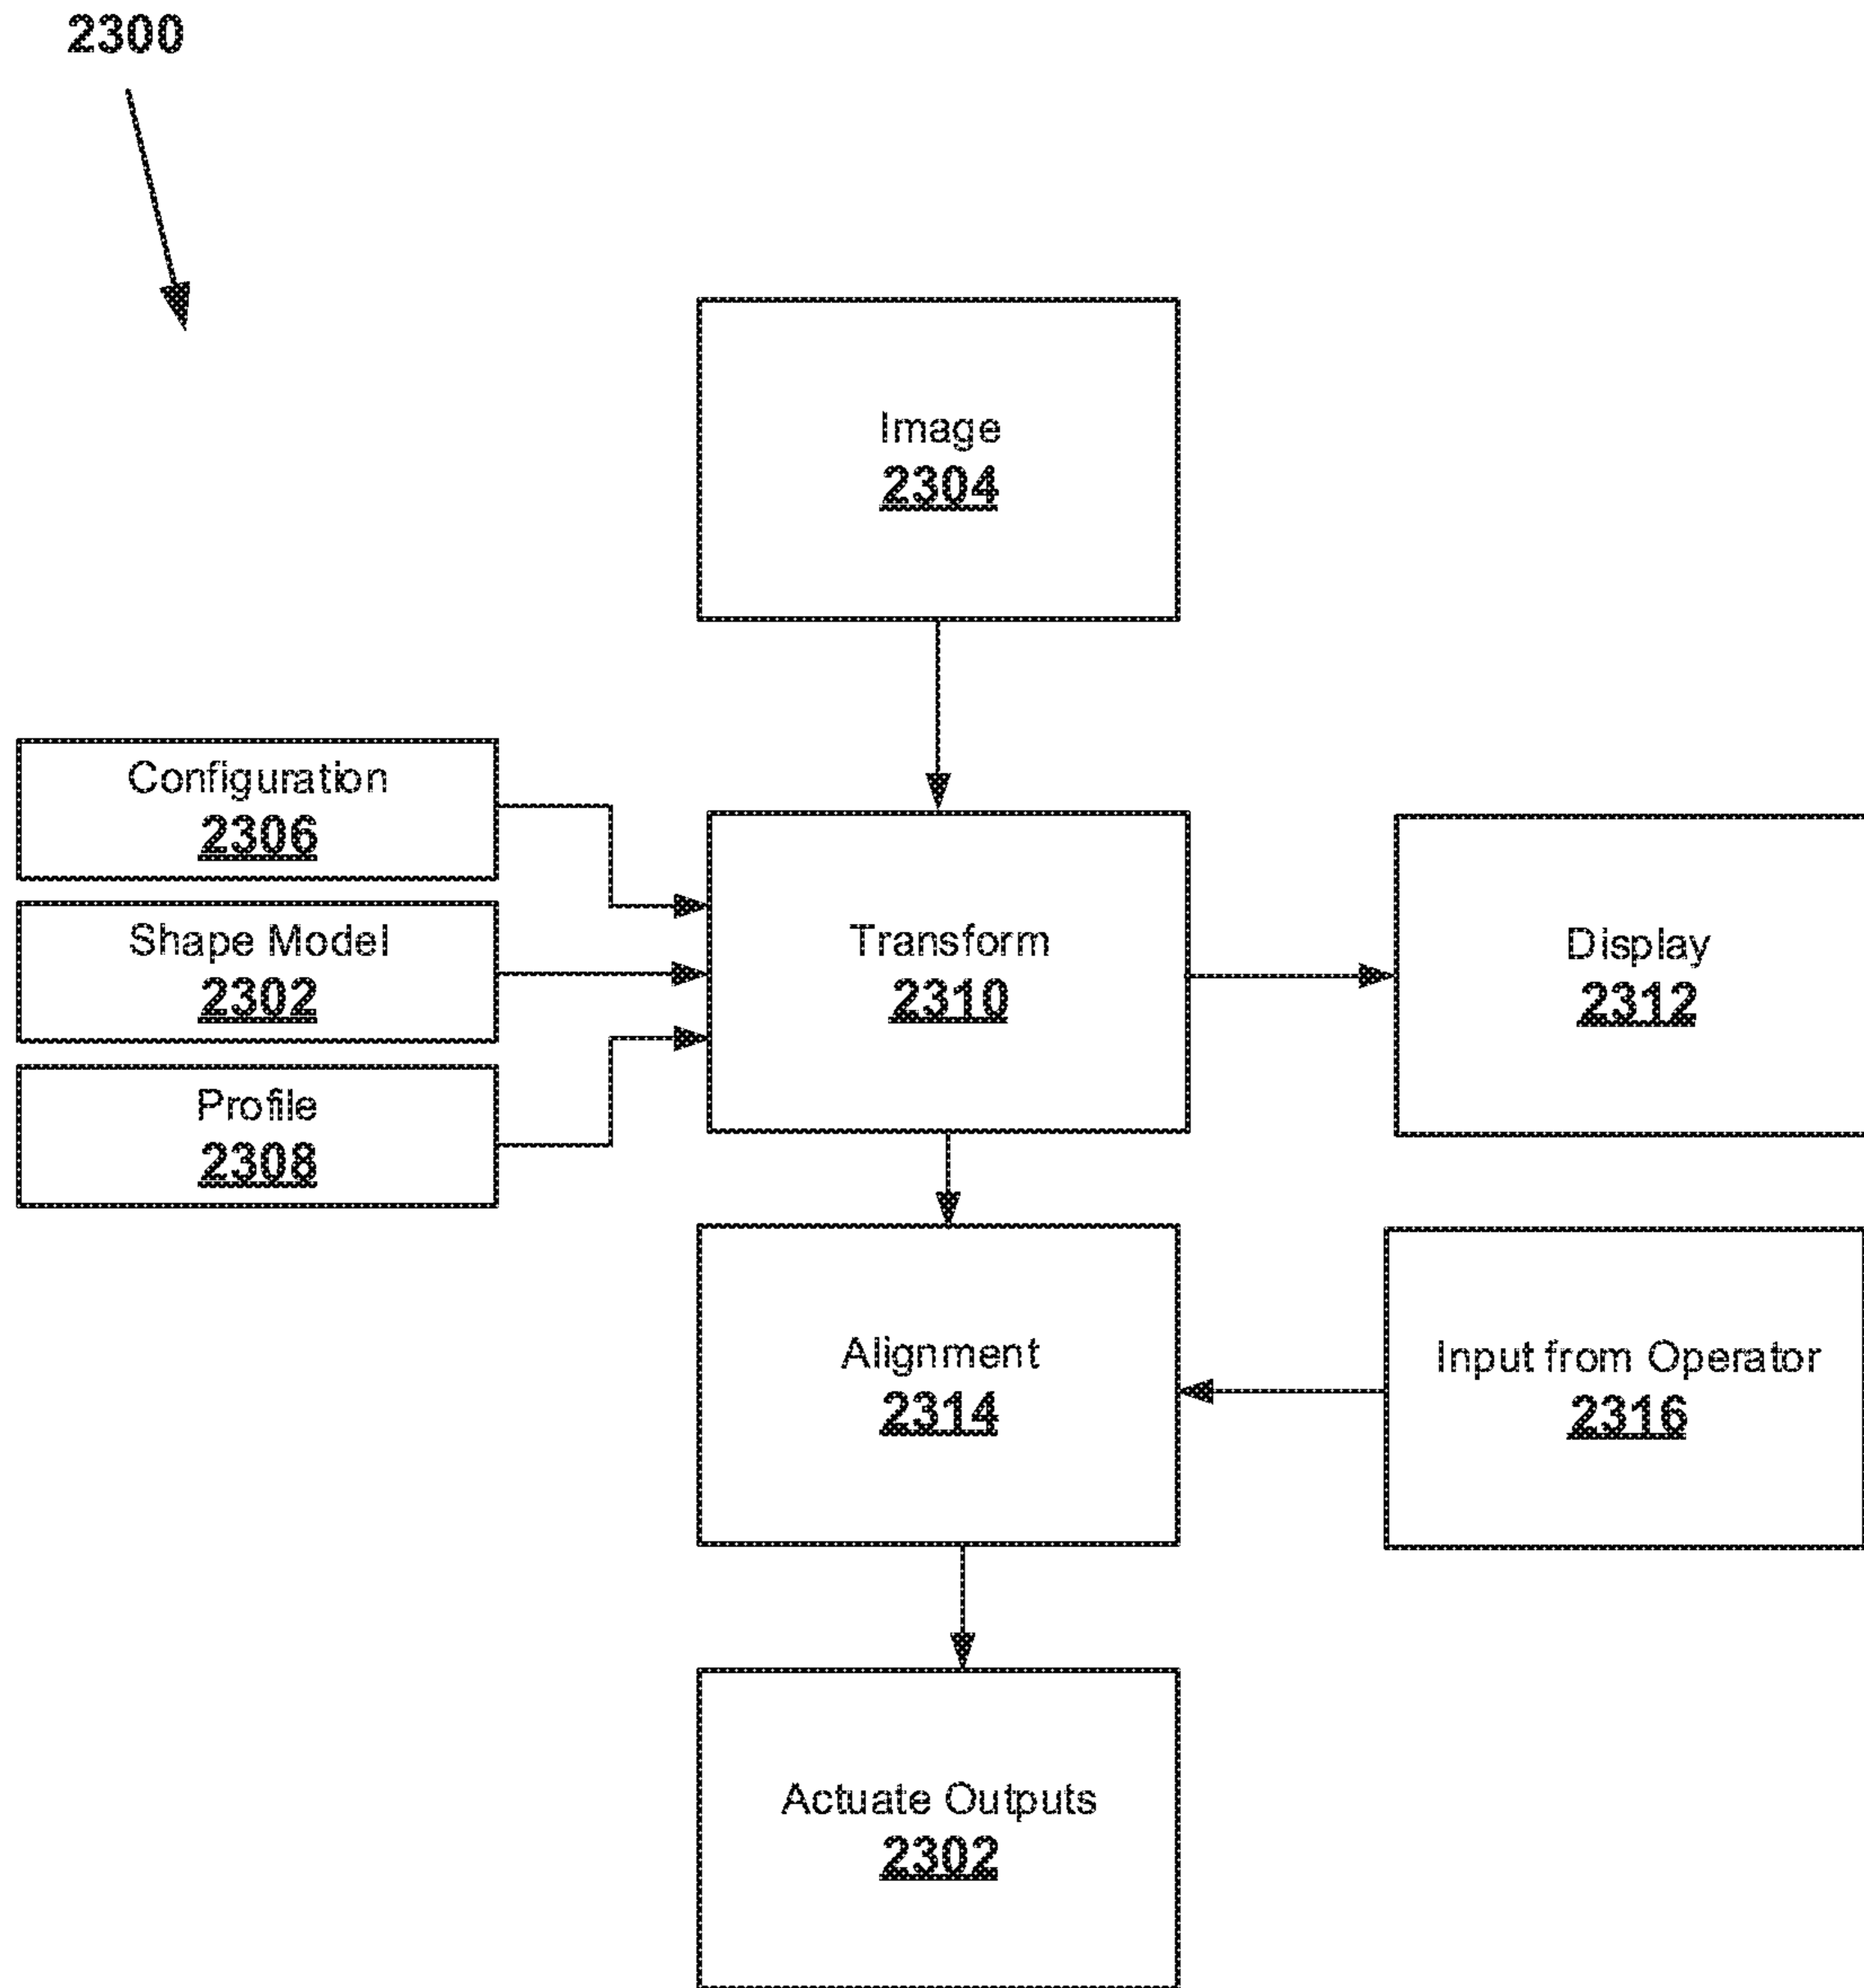 2300
Image
2304
Configuration
2306
Shape Model
2302
Profile
2308
Transform
2310
Display
2312
Alignment
2314
Input from Operator
2316
Actuate Outputs
2302